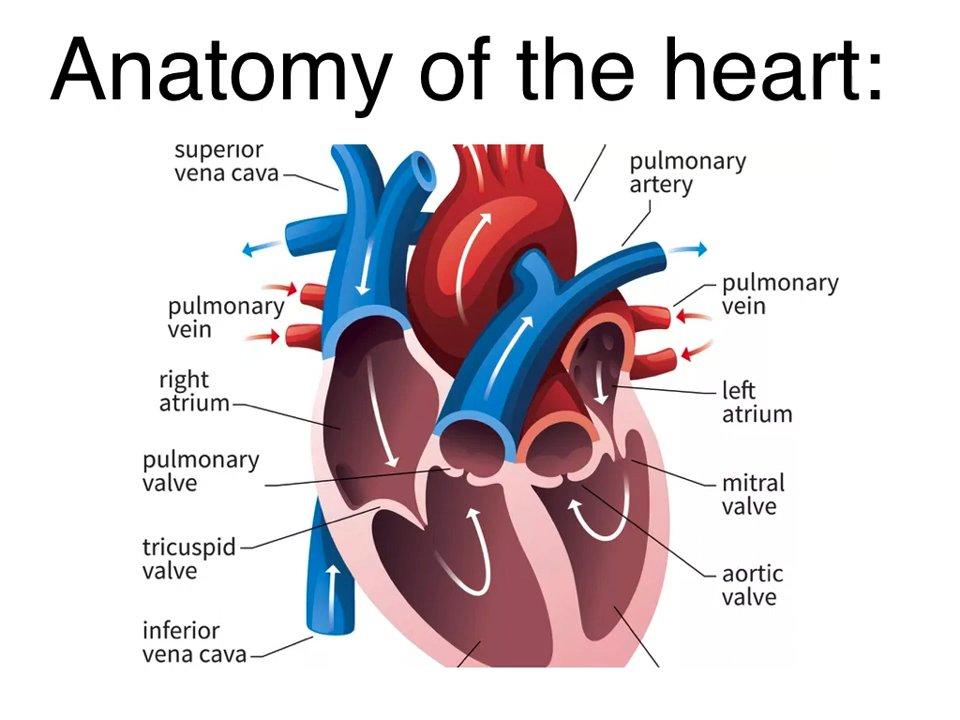 Anatomy of the heart:
superior
vena cava
pulmonary
artery
pulmonary
vein
pulmonary
vein
right
atrium
left
atrium
pulmonary
valve
mitral
valve
tricuspid
valve
aortic
valve
inferior
vena cava